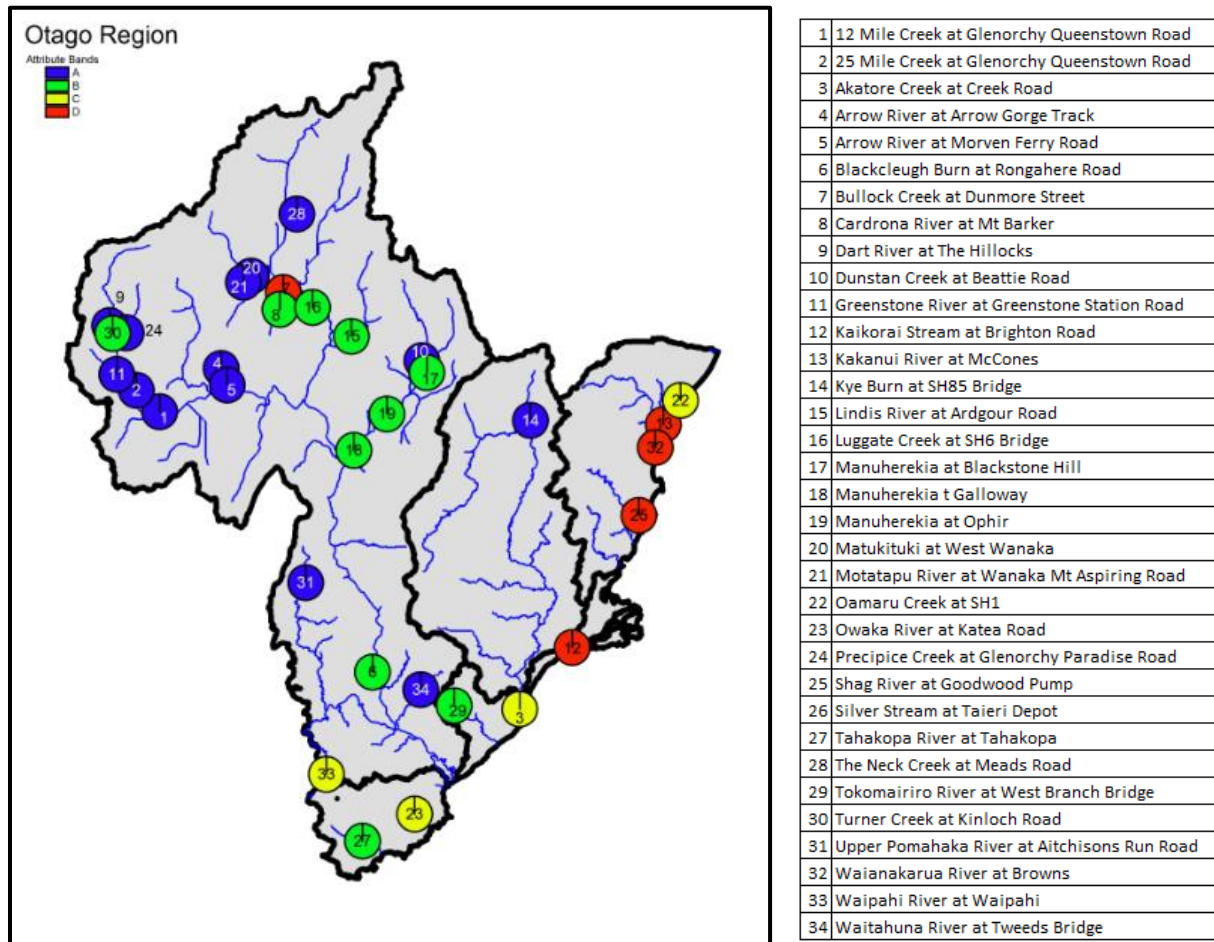 Otago Region
Attribute Bands
A
B
C
D
28
20
21
7
8
16
15
9
30
24
11
2
1
4
5
10
17
19
18
14
22
13
32
25
31
12
6
34
29
3
33
23
27
1 12 Mile Creek at Glenorchy Queenstown Road
2 25 Mile Creek at Glenorchy Queenstown Road
3 Akatore Creek at Creek Road
4 Arrow River at Arrow Gorge Track
5 Arrow River at Morven Ferry Road
6 Blackcleugh Burn at Rongahere Road
7 Bullock Creek at Dunmore Street
8 Cardrona River at Mt Barker
9 Dart River at The Hillocks
10 Dunstan Creek at Beattie Road
11 Greenstone River at Greenstone Station Road
12 Kaikorai Stream at Brighton Road
13 Kakanui River at McCones
14 Kye Burn at SH85 Bridge
15 Lindis River at Ardgour Road
16 Luggate Creek at SH6 Bridge
17 Manuherekia at Blackstone Hill
18 Manuherekia t Galloway
19 Manuherekia at Ophir
20 Matukituki at West Wanaka
21 Motatapu River at Wanaka Mt Aspiring Road
22 Oamaru Creek at SH1
23 Owaka River at Katea Road
24 Precipice Creek at Glenorchy Paradise Road
25 Shag River at Goodwood Pump
26 Silver Stream at Taieri Depot
27 Tahakopa River at Tahakopa
28 The Neck Creek at Meads Road
29 Tokomairiro River at West Branch Bridge
30 Turner Creek at Kinloch Road
31 Upper Pomahaka River at Aitchisons Run Road
32 Waianakarua River at Browns
33 Waipahi River at Waipahi
34 Waitahuna River at Tweeds Bridge